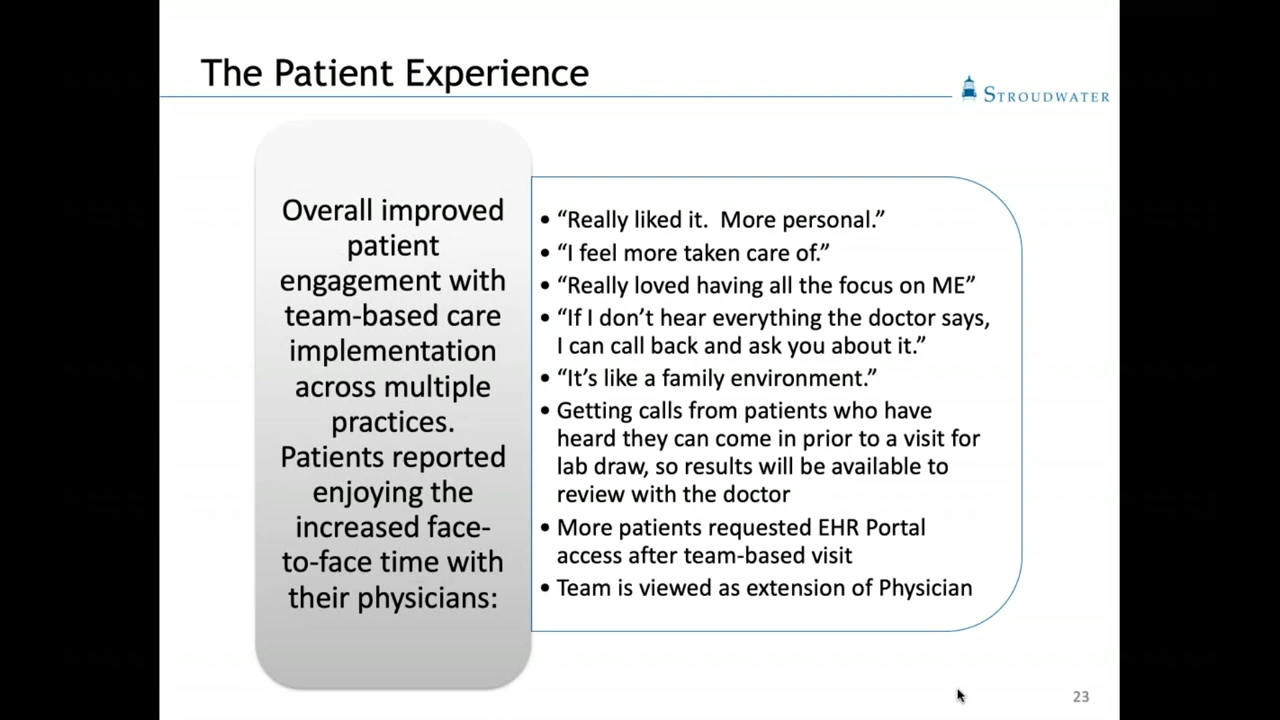 The Patient Experience
STROUDWATER
Overall improved
patient
engagement with
team-based care
implementation
across multiple
practices.
Patients reported
enjoying the
increased face-
to-face time with
their physicians:
• “Really liked it.  More personal.”
• “I feel more taken care of.”
• “Really loved having all the focus on ME”
• “If I don’t hear everything the doctor says,
I can call back and ask you about it.”
• “It’s like a family environment.”
• Getting calls from patients who have
heard they can come in prior to a visit for
lab draw, so results will be available to
review with the doctor
• More patients requested EHR Portal
access after team-based visit
• Team is viewed as extension of Physician
23